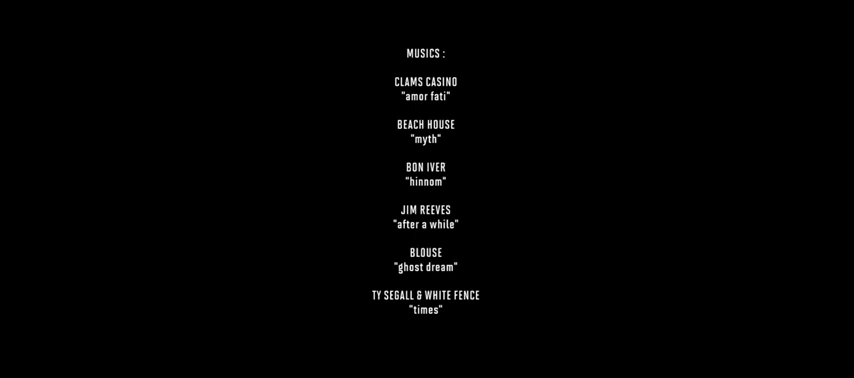 MUSICS :
CLAMS CASINO
"amor fati"
BEACH HOUSE
"myth"
BON IVER
"hinnom"
JIM REEVES
"after a while"
BLOUSE
"ghost dream"
TY SEGALL & WHITE FENCE
"times"